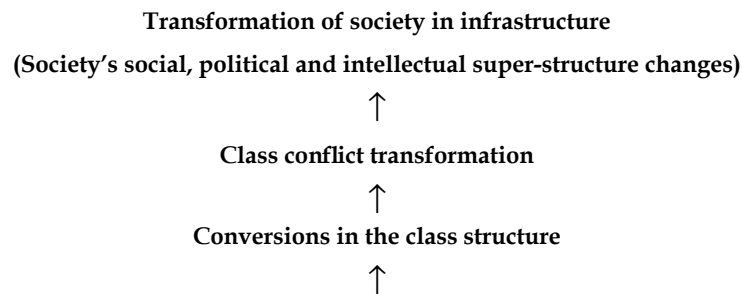 Transformation of society in infrastructure
(Society’s social, political and intellectual super-structure changes)
↑
Class conflict transformation
↑
Conversions in the class structure
↑